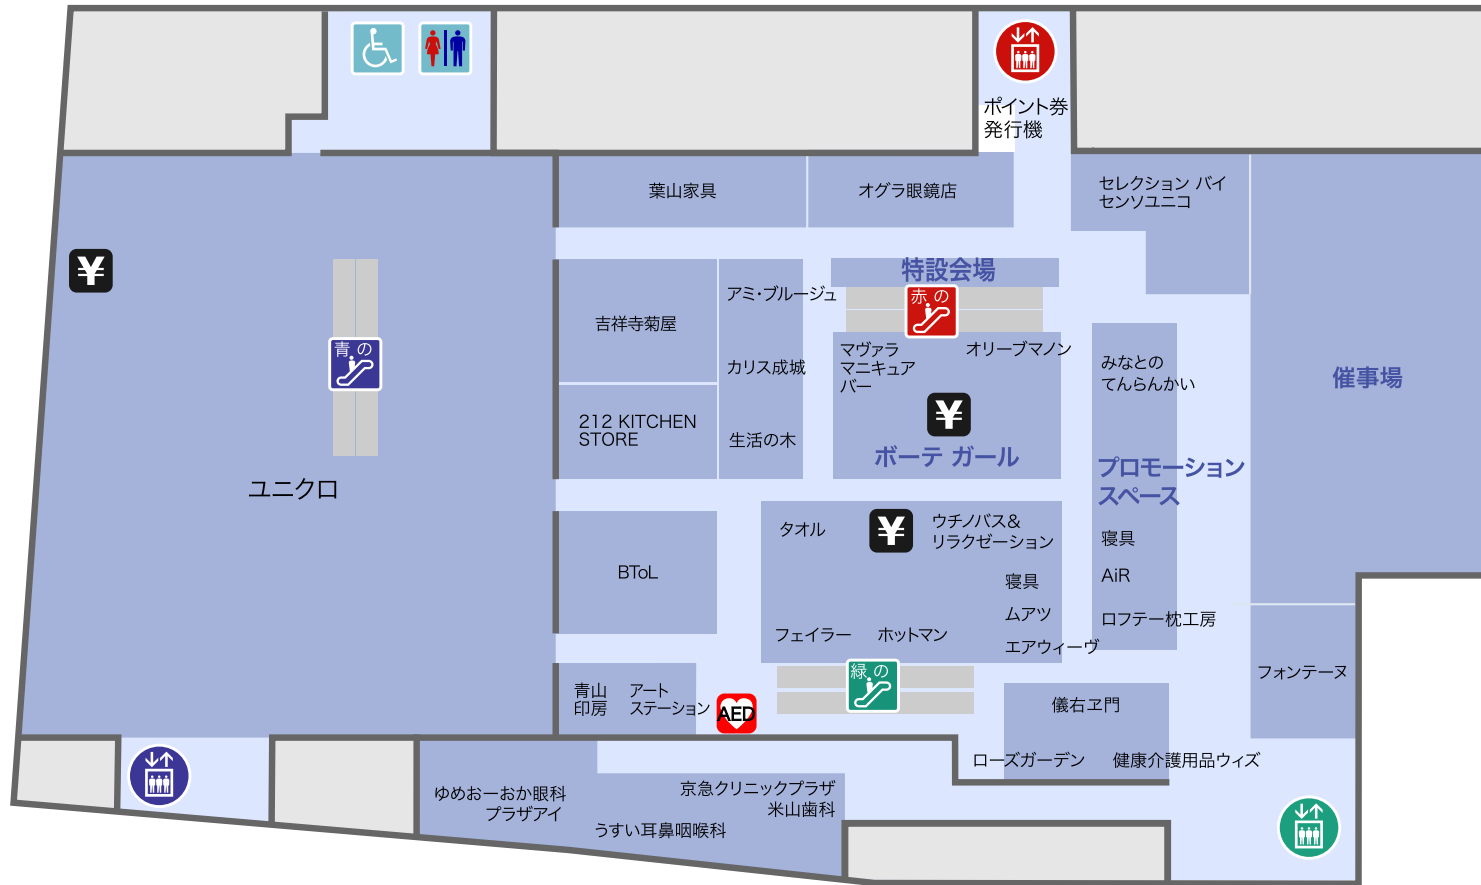 ポイント券
発行機
葉山家具
オグラ眼鏡店
セレクション バイ
センソユニコ
¥
青の
ユニクロ
吉祥寺菊屋
アミ・ブルージュ
カリス成城
212 KITCHEN
STORE
生活の木
特設会場
赤の
マヴァラ
マニキュア
バー
オリーブマノン
¥
ボーテ ガール
みなとの
てんらんかい
プロモーション
スペース
寝具
AiR
ロフテー枕工房
催事場
BToL
タオル
¥
ウチノバス&
リラクゼーション
寝具
ムアツ
エアウィーヴ
フェイラー
ホットマン
緑の
青山
印房
アート
ステーション
AED
儀右ヱ門
ローズガーデン
健康介護用品ウィズ
フォンテーヌ
ゆめおーおか眼科
プラザアイ
京急クリニックプラザ
米山歯科
うすい耳鼻咽喉科